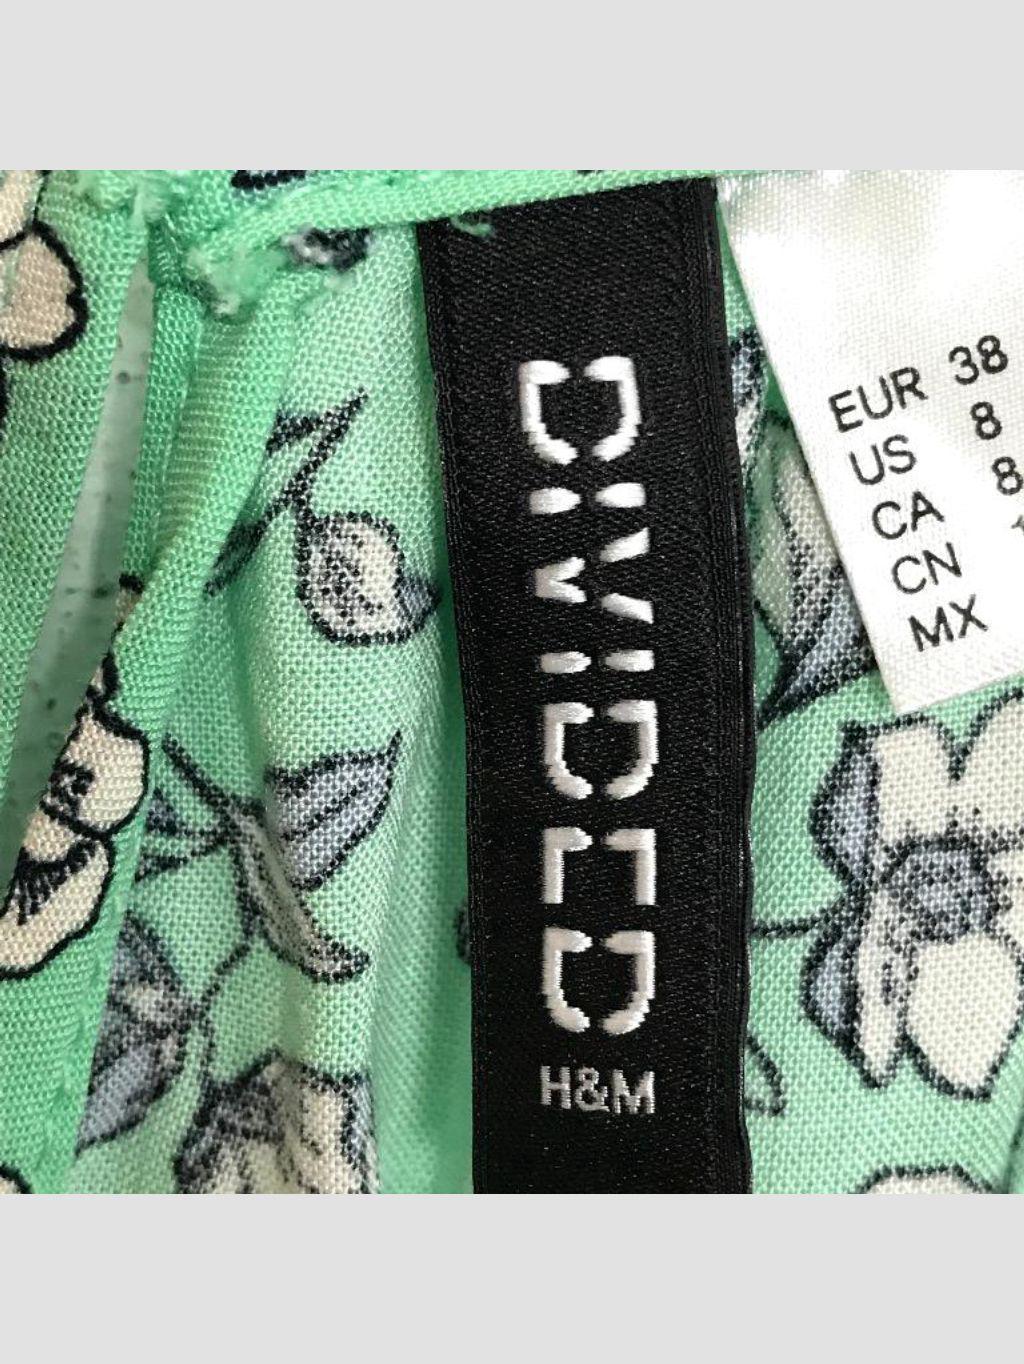 DIVIDED
H&M
EUR 38
US 8
CA 8
CN
MX